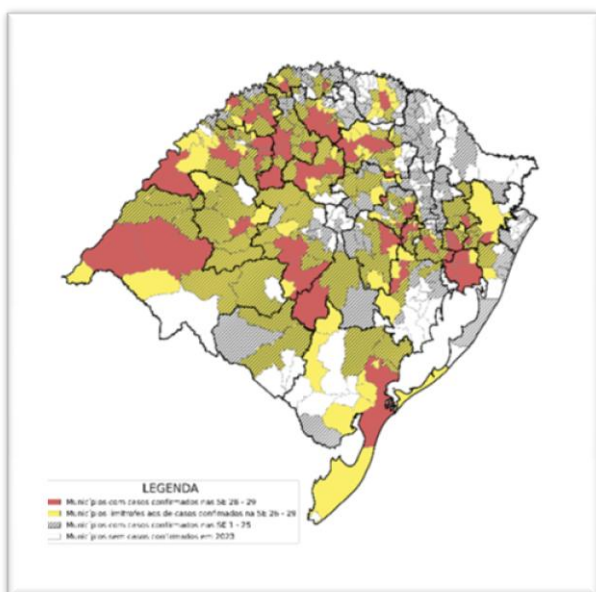 LEGENDA
Municípios com casos confirmados nas SE 26 - 29
Municípios limítrofes aos de casos confimados na SE 26 - 29
Municípios com casos confirmados nas SE 1 - 25
Municípios sem casos confirmados em 2023